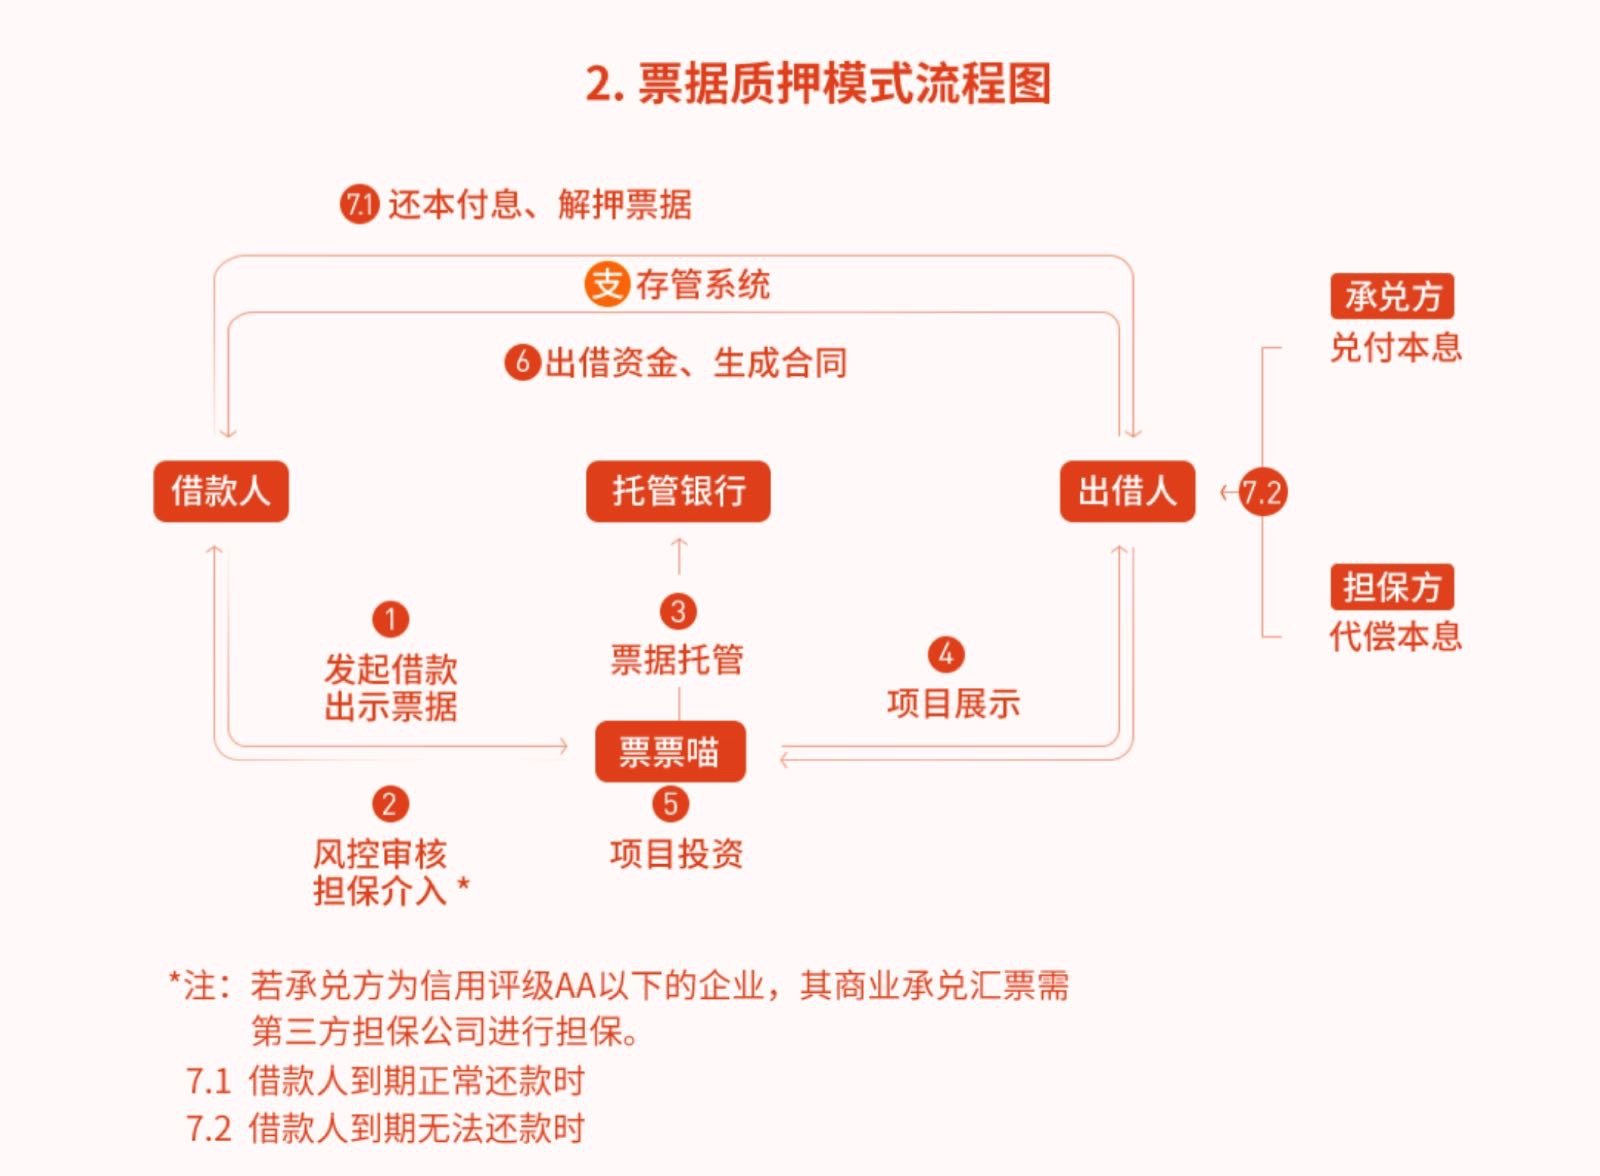 2. 票据质押模式流程图
7.1 还本付息、解押票据
支 存管系统
6 出借资金、生成合同
承兑方
兑付本息
借款人
托管银行
出借人
7.2
担保方
代偿本息
1
发起借款
出示票据
3
票据托管
4
项目展示
票票喵
2
风控审核
担保介入 *
5
项目投资
*注：若承兑方为信用评级AA以下的企业，其商业承兑汇票需
第三方担保公司进行担保。
7.1 借款人到期正常还款时
7.2 借款人到期无法还款时